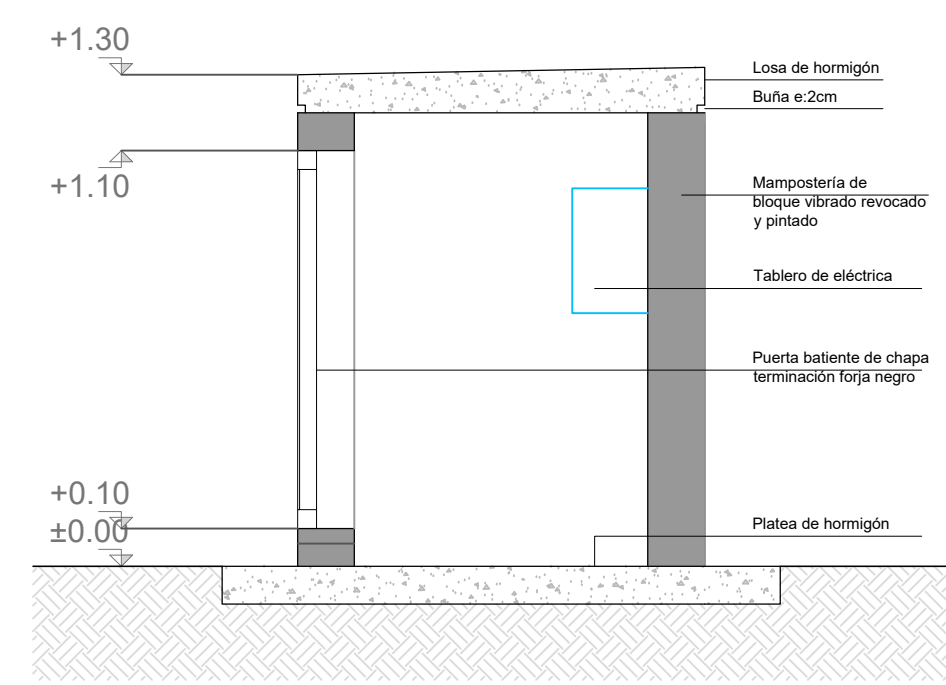 +1.30
Losa de hormigón
Buña e:2cm
+1.10
Mampostería de
bloque vibrado revocado
y pintado
Tablero de eléctrica
Puerta batiente de chapa
terminación forja negro
+0.10
±0.00
Platea de hormigón